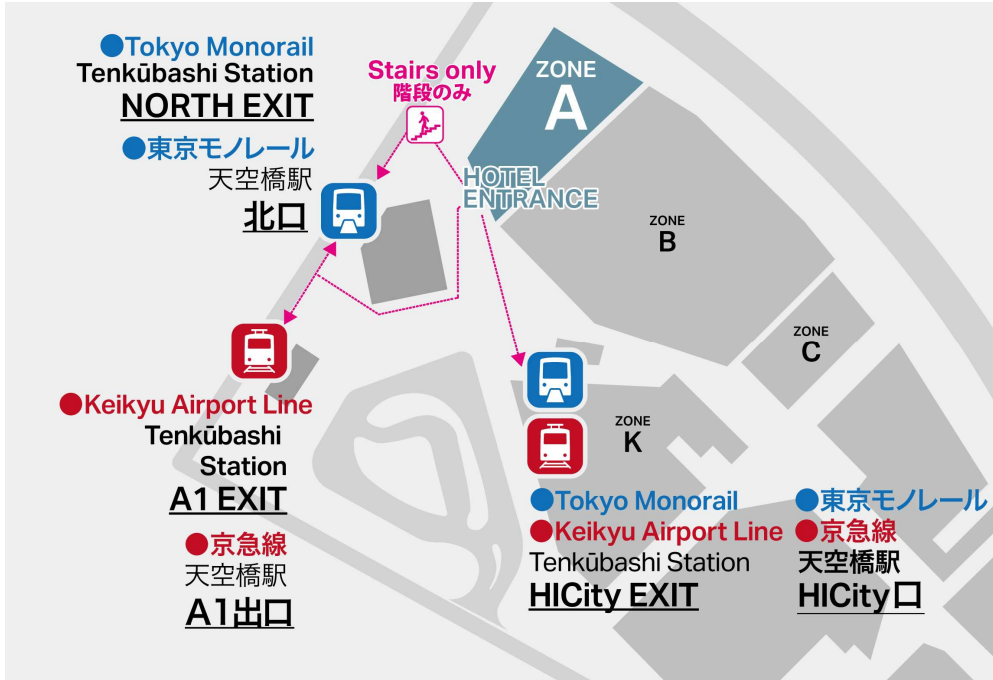 ●Tokyo Monorail
Tenkūbashi Station
NORTH EXIT
●東京モノレール
天空橋駅
北口
Stairs only
階段のみ
ZONE
A
HOTEL
ENTRANCE
ZONE
B
ZONE
C
ZONE
K
●Keikyu Airport Line
Tenkūbashi
Station
A1 EXIT
●京急線
天空橋駅
A1出口
●Tokyo Monorail
●Keikyu Airport Line
Tenkūbashi Station
HICity EXIT
●東京モノレール
●京急線
天空橋駅
HICity口